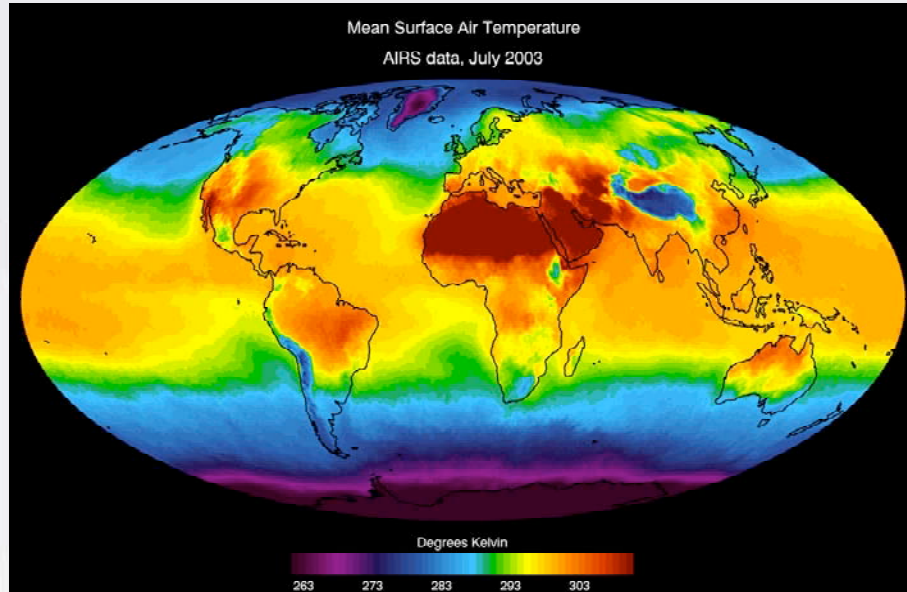 Mean Surface Air Temperature
AIRS data, July 2003
Degrees Kelvin
263 273 283 293 303